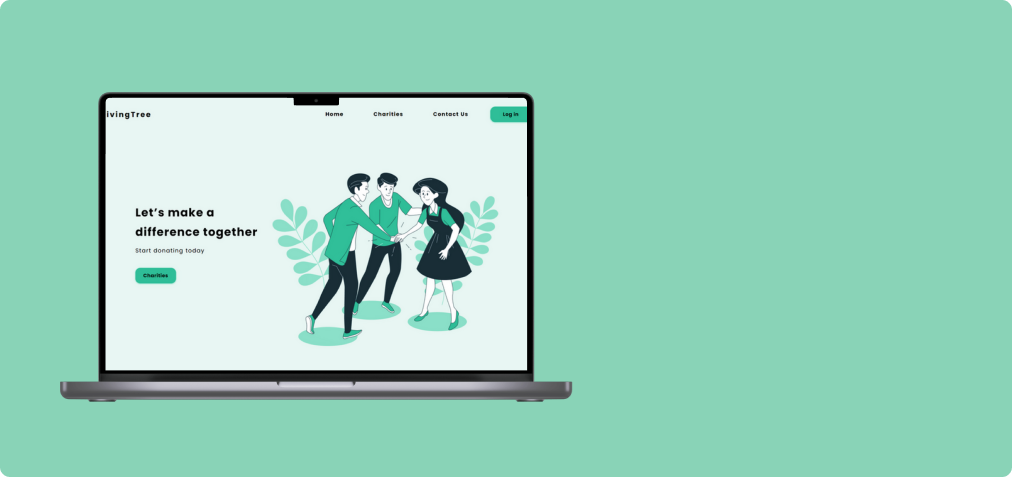 ivingTree
Home
Charities
Contact Us
Log in
Let's make a
difference together
Start donating today
Charities